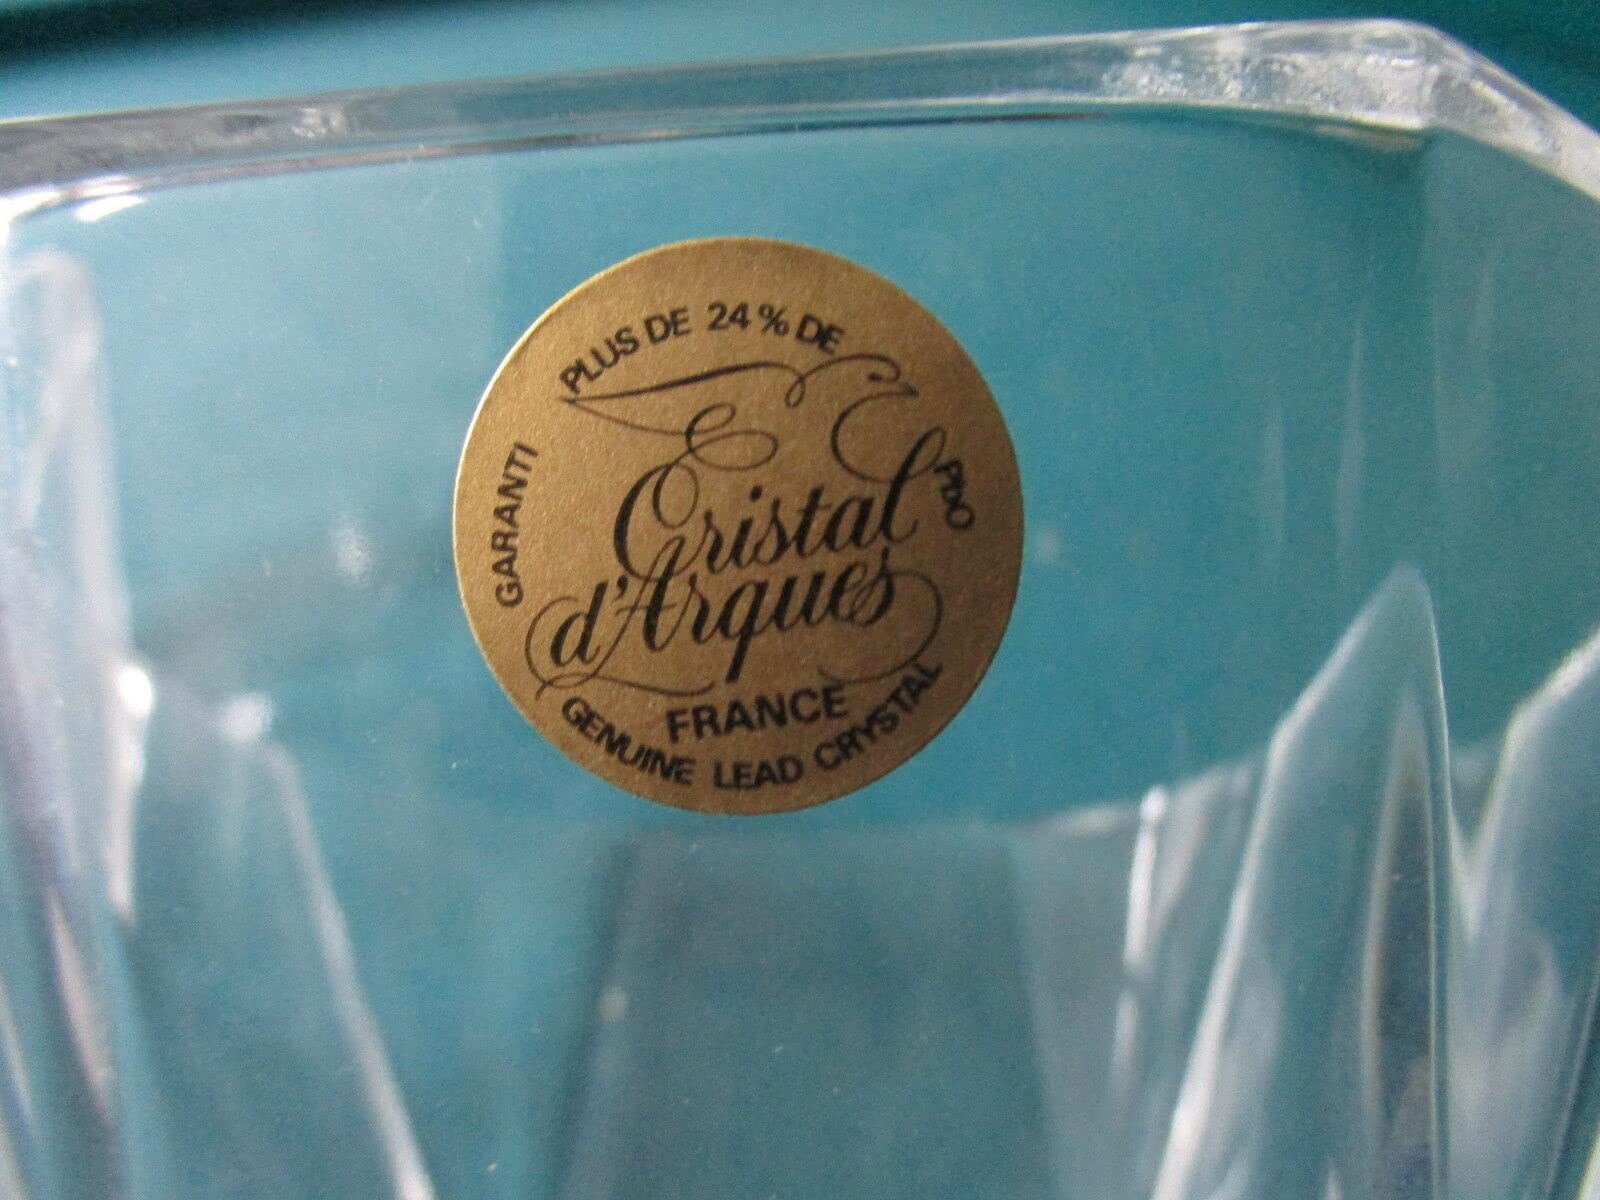 GARANTI PLUS DE 24% DE PbO
Cristal
d'Arques
FRANCE
GENUINE LEAD CRYSTAL